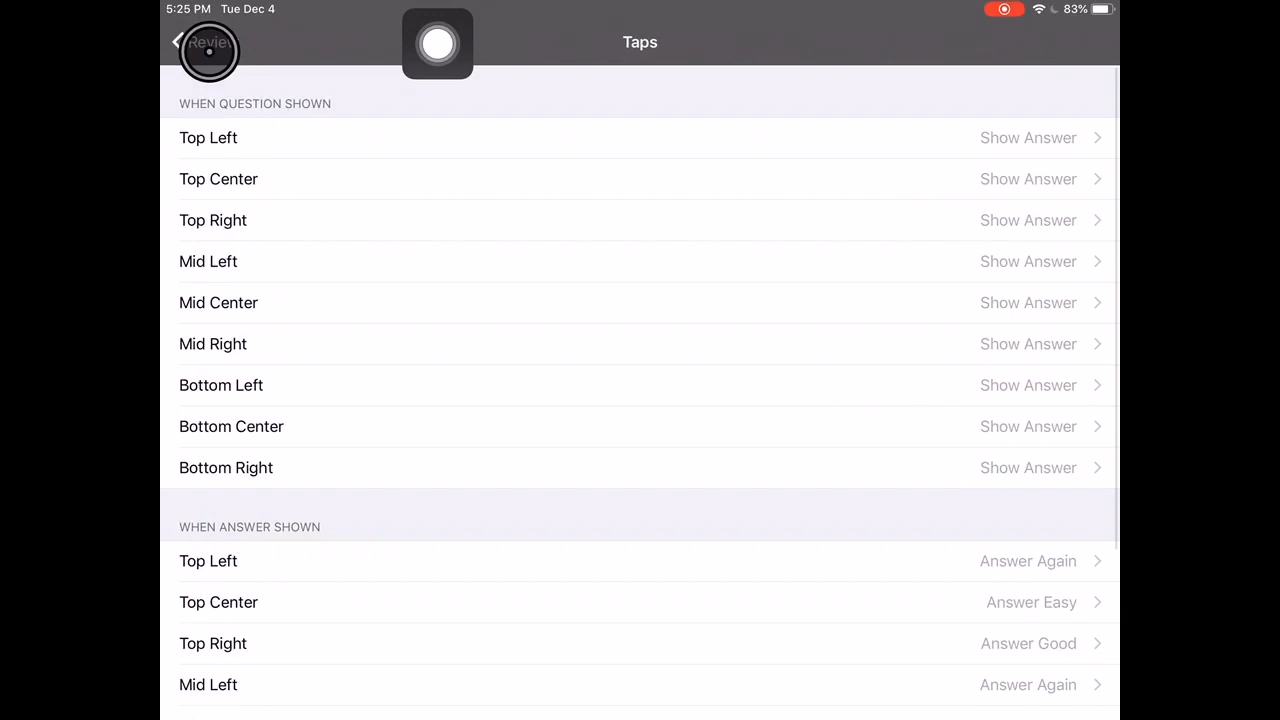 5:25 PM Tue Dec 4 83%
Review
Taps
WHEN QUESTION SHOWN
Top Left Show Answer
Top Center Show Answer
Top Right Show Answer
Mid Left Show Answer
Mid Center Show Answer
Mid Right Show Answer
Bottom Left Show Answer
Bottom Center Show Answer
Bottom Right Show Answer
WHEN ANSWER SHOWN
Top Left Answer Again
Top Center Answer Easy
Top Right Answer Good
Mid Left Answer Again